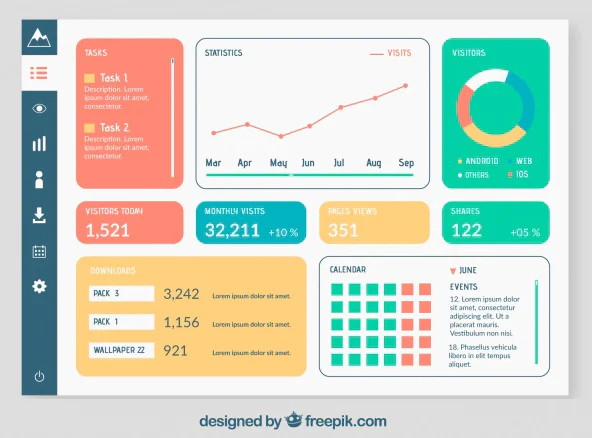 TASKS
Task 1
Description. Lorem
ipsum dolor sit amet,
consectetur.
Task 2
Description. Lorem
ipsum dolor sit amet,
consectetur.
STATISTICS
VISITS
Mar Apr May Jun Jul Aug Sep
VISITORS
ANDROID WEB
OTHERS IOS
VISITORS TODAY
1,521
MONTHLY VISITS
32,211 +10 %
PAGES VIEWS
351
SHARES
122 +05 %
DOWNLOADS
PACK 3 3,242 Lorem ipsum dolor sit amet.
PACK 1 1,156 Lorem ipsum dolor sit amet.
WALLPAPER 22 921 Lorem ipsum dolor sit amet.
CALENDAR
JUNE
EVENTS
12. Lorem ipsum dolor
sit amet, consectetur
adipiscing elit. Ut a
placerat mauris.
Vestibulum non nisi.
18. Phasellus vehicula
libero in elit tempus
aliquet.
designed by freepik.com